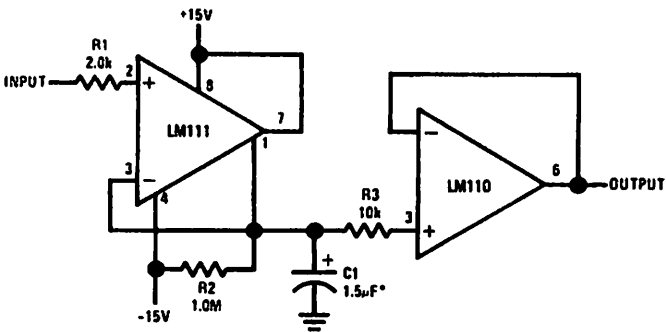 +15V
R1
2.0k
INPUT
2
+
8
LM111
7
1
3
−
4
R2
1.0M
-15V
+
C1
1.5μF*
R3
10k
3
+
−
LM110
6
OUTPUT